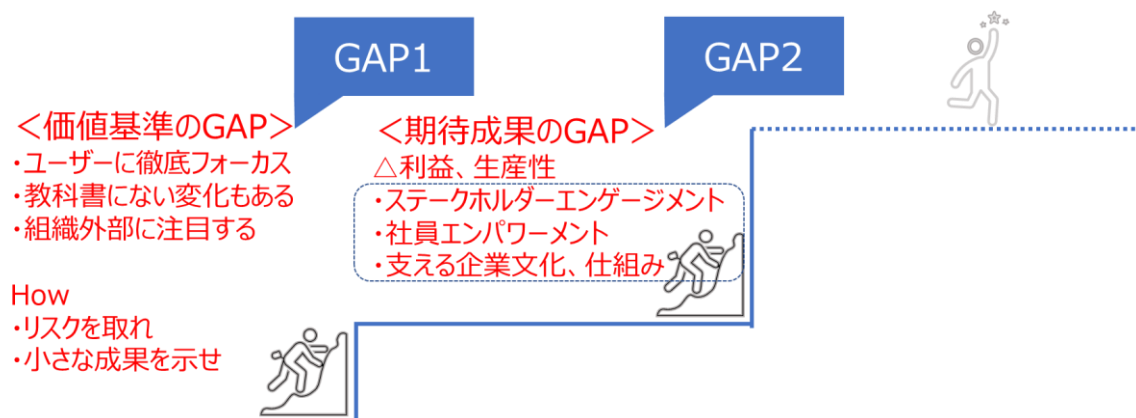 GAP1
GAP2
＜価値基準のGAP＞
・ユーザーに徹底フォーカス
・教科書にない変化もある
・組織外部に注目する
How
・リスクを取れ
・小さな成果を示せ
＜期待成果のGAP＞
△利益、生産性
・ステークホルダーエンゲージメント
・社員エンパワーメント
・支える企業文化、仕組み